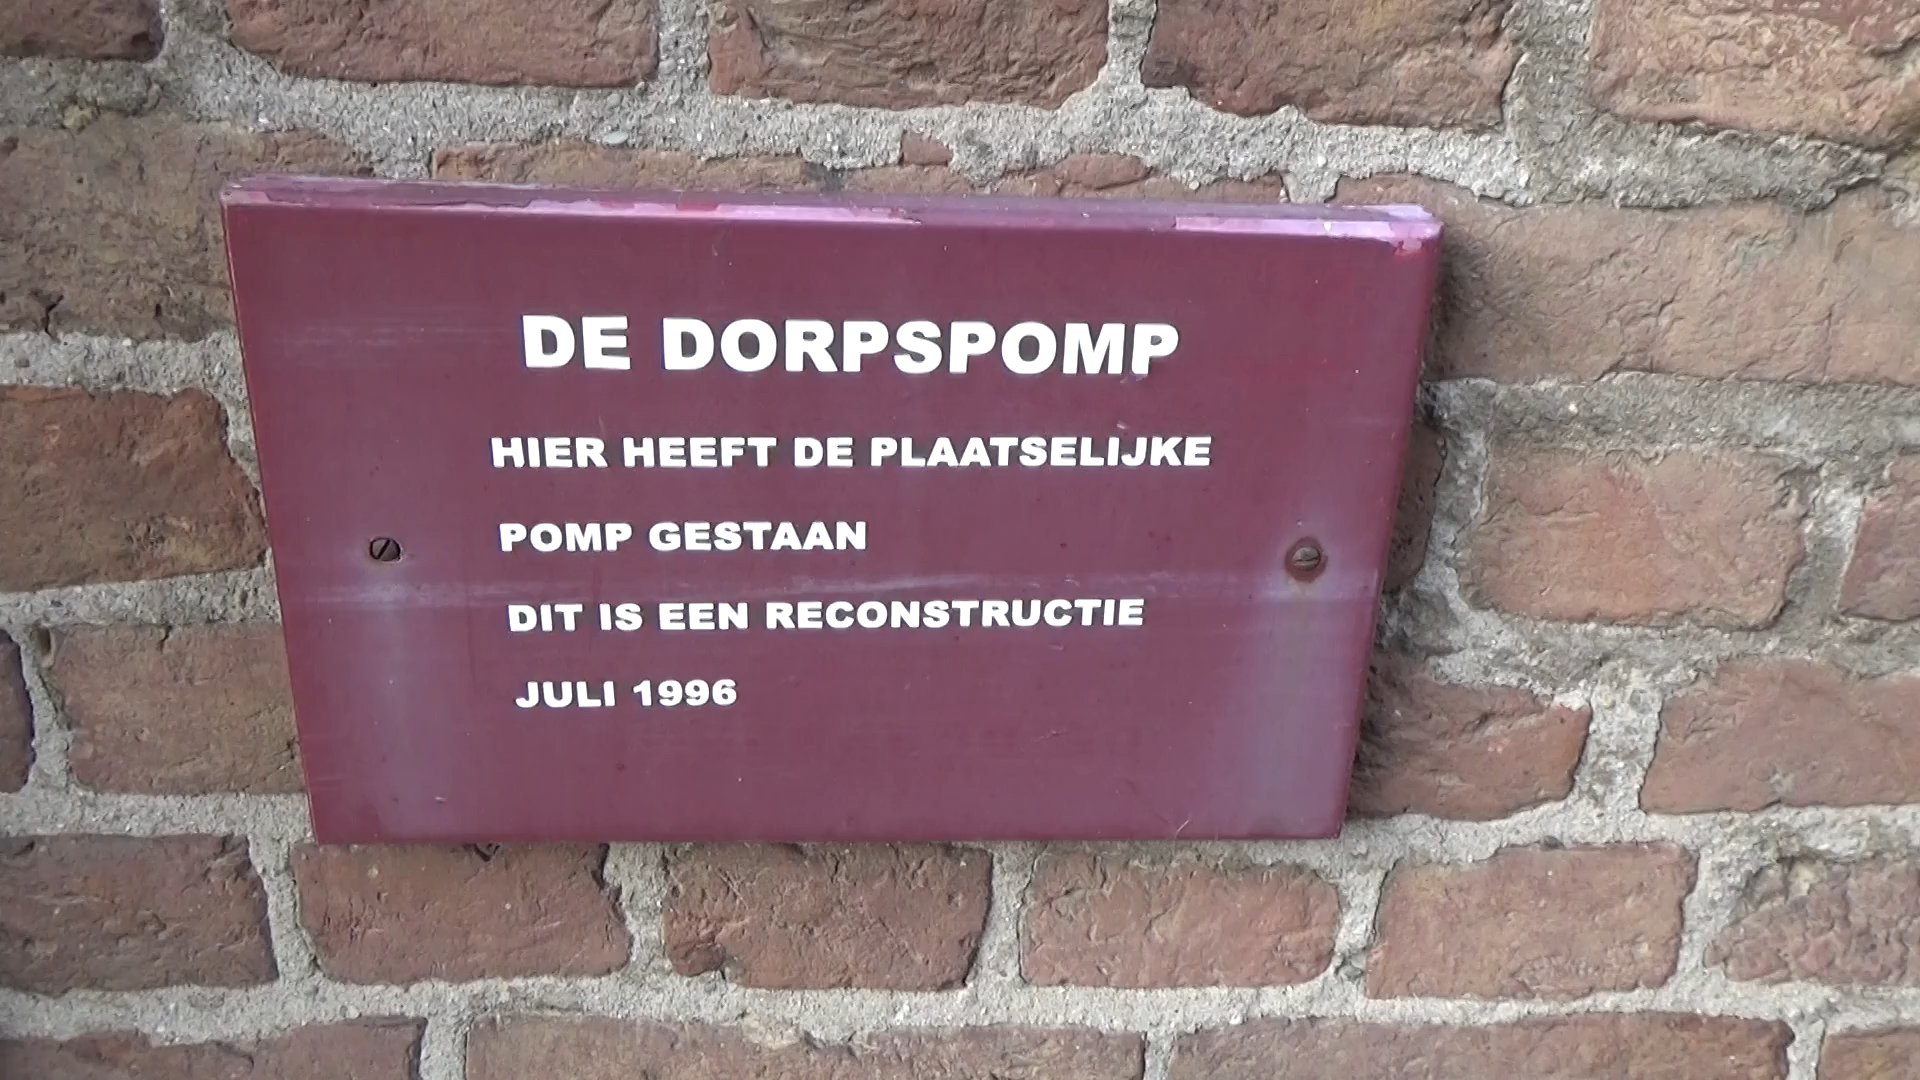 DE DORPSPOMP
HIER HEEFT DE PLAATSELIJKE
POMP GESTAAN
DIT IS EEN RECONSTRUCTIE
JULI 1996